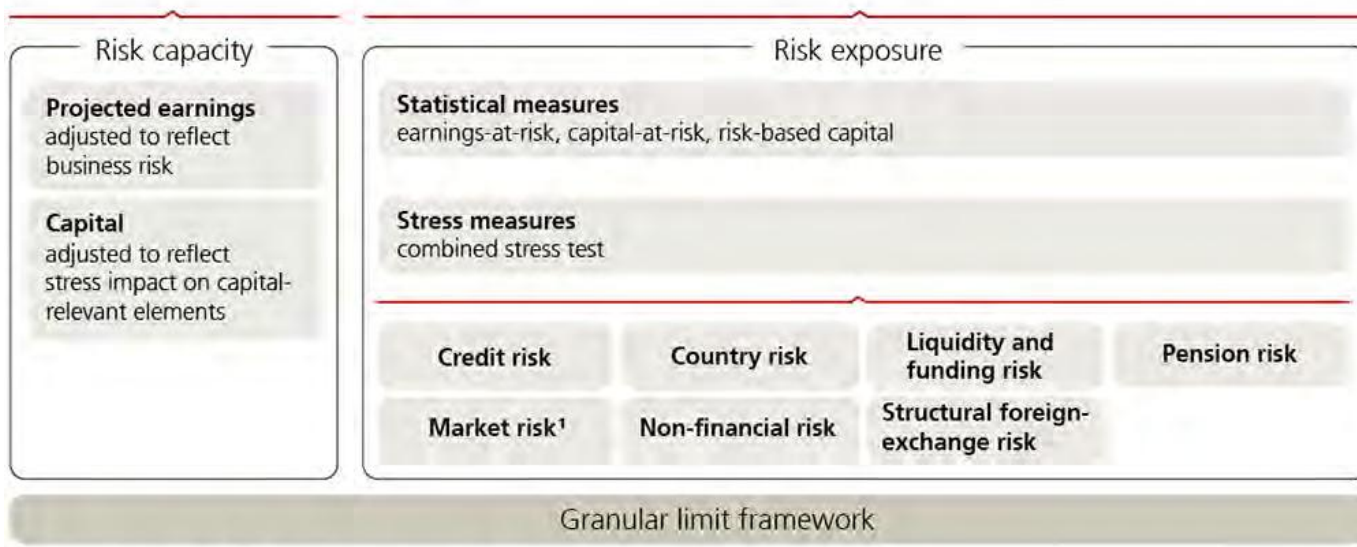 Risk capacity
Projected earnings
adjusted to reflect
business risk
Capital
adjusted to reflect
stress impact on capital-
relevant elements
Risk exposure
Statistical measures
earnings-at-risk, capital-at-risk, risk-based capital
Stress measures
combined stress test
Credit risk
Country risk
Liquidity and
funding risk
Pension risk
Market risk¹
Non-financial risk
Structural foreign-
exchange risk
Granular limit framework